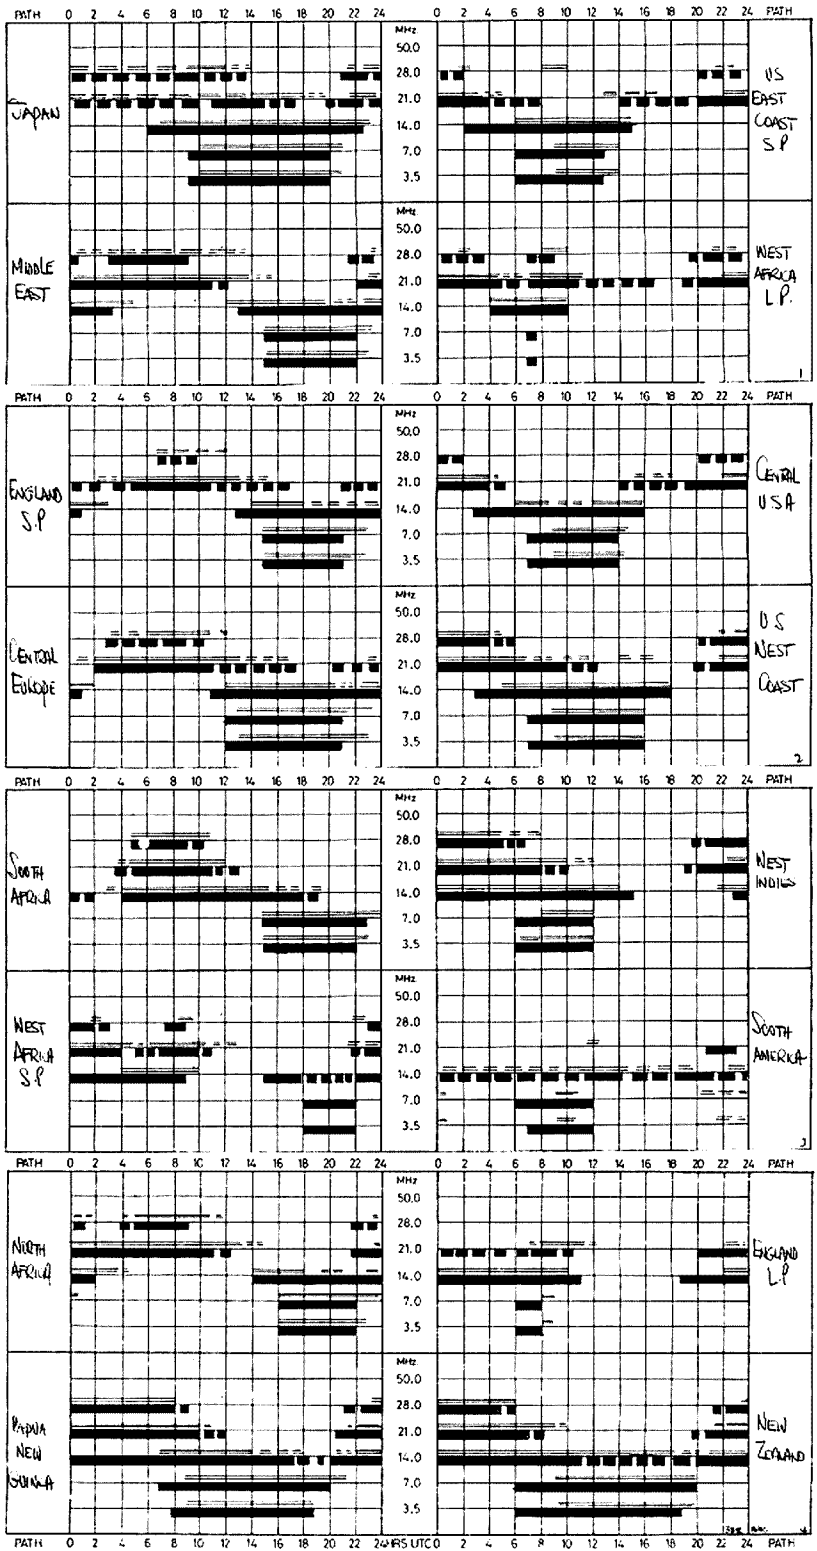 PATH 0 2 4 6 8 10 12 14 16 18 20 22 24 0 2 4 6 8 10 12 14 16 18 20 22 24 PATH
MHz
50.0
28.0
21.0
14.0
7.0
3.5
JAPAN
US
EAST
COAST
S P
MHz
50.0
28.0
21.0
14.0
7.0
3.5
MIDDLE
EAST
WEST
AFRICA
L P.
1
PATH 0 2 4 6 8 10 12 14 16 18 20 22 24 0 2 4 6 8 10 12 14 16 18 20 22 24 PATH
MHz
50.0
28.0
21.0
14.0
7.0
3.5
ENGLAND
S.P
CENTRAL
USA
MHz
50.0
28.0
21.0
14.0
7.0
3.5
CENTRAL
EUROPE
US
WEST
COAST
2
PATH 0 2 4 6 8 10 12 14 16 18 20 22 24 0 2 4 6 8 10 12 14 16 18 20 22 24 PATH
MHz
50.0
28.0
21.0
14.0
7.0
3.5
SOUTH
AFRICA
WEST
INDIES
MHz
50.0
28.0
21.0
14.0
7.0
3.5
WEST
AFRICA
S P
SOUTH
AMERICA
3
PATH 0 2 4 6 8 10 12 14 16 18 20 22 24 0 2 4 6 8 10 12 14 16 18 20 22 24 PATH
MHz
50.0
28.0
21.0
14.0
7.0
3.5
NORTH
AFRICA
ENGLAND
L.P
MHz
50.0
28.0
21.0
14.0
7.0
3.5
PAPUA
NEW
GUINEA
NEW
ZEALAND
4
PATH 0 2 4 6 8 10 12 14 16 18 20 22 24 HRS UTC 0 2 4 6 8 10 12 14 16 18 20 22 24 PATH